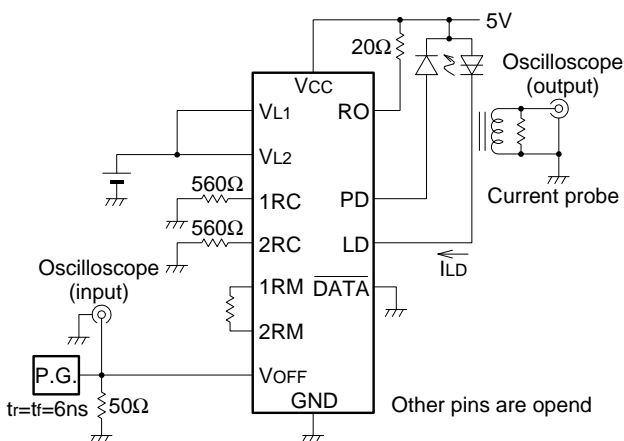 5V
20Ω
Oscilloscope
(output)
VCC
VL1
RO
VL2
560Ω
1RC
PD
Current probe
560Ω
2RC
LD
ILD
Oscilloscope
(input)
1RM
DATA
2RM
P.G.
VOFF
tr=tf=6ns
50Ω
GND
Other pins are opend